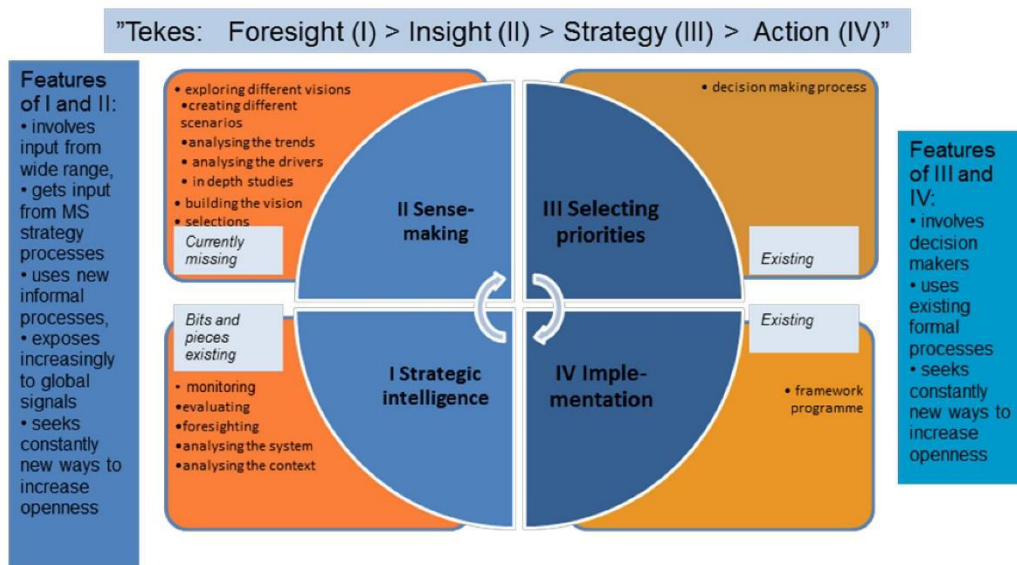 ”Tekes: Foresight (I) > Insight (II) > Strategy (III) > Action (IV)”
Features
of I and II:
• involves
input from
wide range,
• gets input
from MS
strategy
processes
• uses new
informal
processes,
• exposes
increasingly
to global
signals
• seeks
constantly
new ways to
increase
openness
• exploring different visions
• creating different
scenarios
• analysing the trends
• analysing the drivers
• in depth studies
• building the vision
• selections
Currently
missing
II Sense-
making
III Selecting
priorities
• decision making process
Existing
Bits and
pieces
existing
• monitoring
• evaluating
• foresighting
• analysing the system
• analysing the context
I Strategic
intelligence
IV Imple-
mentation
Existing
• framework
programme
Features
of III and
IV:
• involves
decision
makers
• uses
existing
formal
processes
• seeks
constantly
new ways to
increase
openness